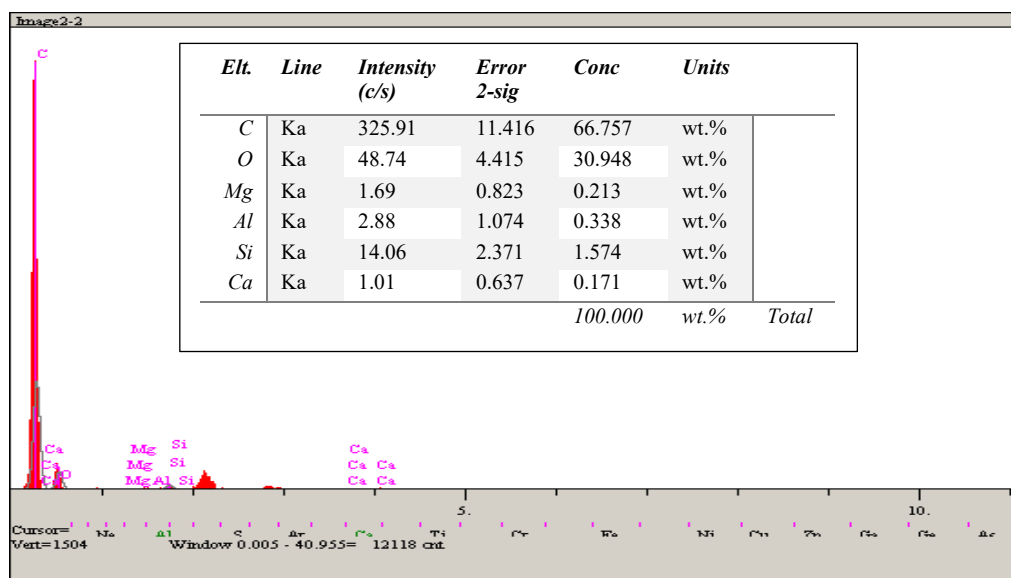 Image2-2
C
Elt. Line Intensity (c/s) Error 2-sig Conc Units
C Ka 325.91 11.416 66.757 wt.%
O Ka 48.74 4.415 30.948 wt.%
Mg Ka 1.69 0.823 0.213 wt.%
Al Ka 2.88 1.074 0.338 wt.%
Si Ka 14.06 2.371 1.574 wt.%
Ca Ka 1.01 0.637 0.171 wt.%
100.000 wt.% Total
Ca Mg Si Ca
Ca Mg Si Ca Ca
O Mg Al Si Ca Ca
5. 10.
Cursor=
Na Al S Ar Ca Ti Cr Fe Ni Cu Zn Ga Ge As
Vert=1504 Window 0.005 - 40.955= 12118 cnt